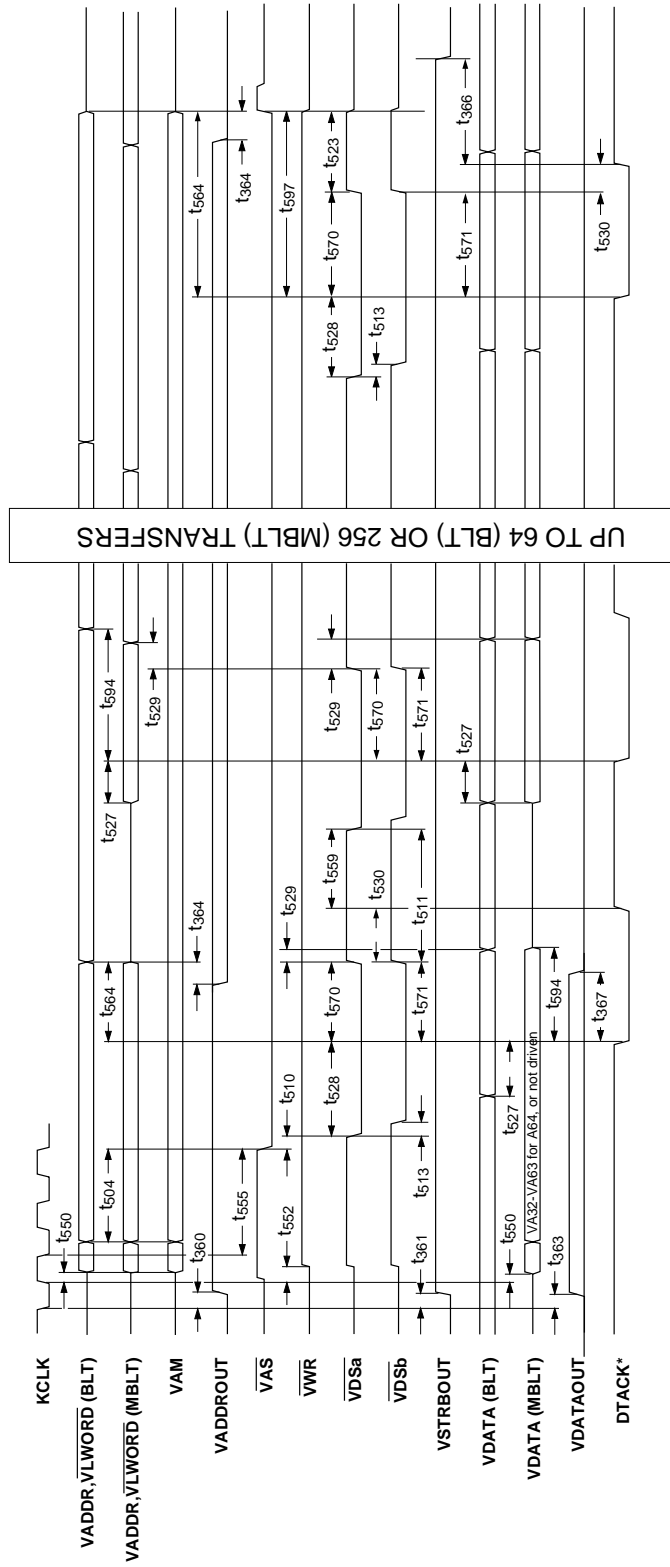 KCLK
t550
VADDR,VLWORD (BLT)
t504
t564
t527
t594
VADDR,VLWORD (MBLT)
t529
VAM
t360
t364
t564
VADDROUT
t555
t364
VAS
t552
t510
t529
t597
VWR
t528
t570
t559
t529
t528
t570
t523
VDSa
t530
t570
t513
VDSb
t361
t513
t571
t511
t571
VSTRBOUT
t527
t571
t366
VDATA (BLT)
t550
t527
VDATA (MBLT)
VA32-VA63 for A64, or not driven
t363
t594
VDATAOUT
t367
t530
DTACK*
UP TO 64 (BLT) OR 256 (MBLT) TRANSFERS